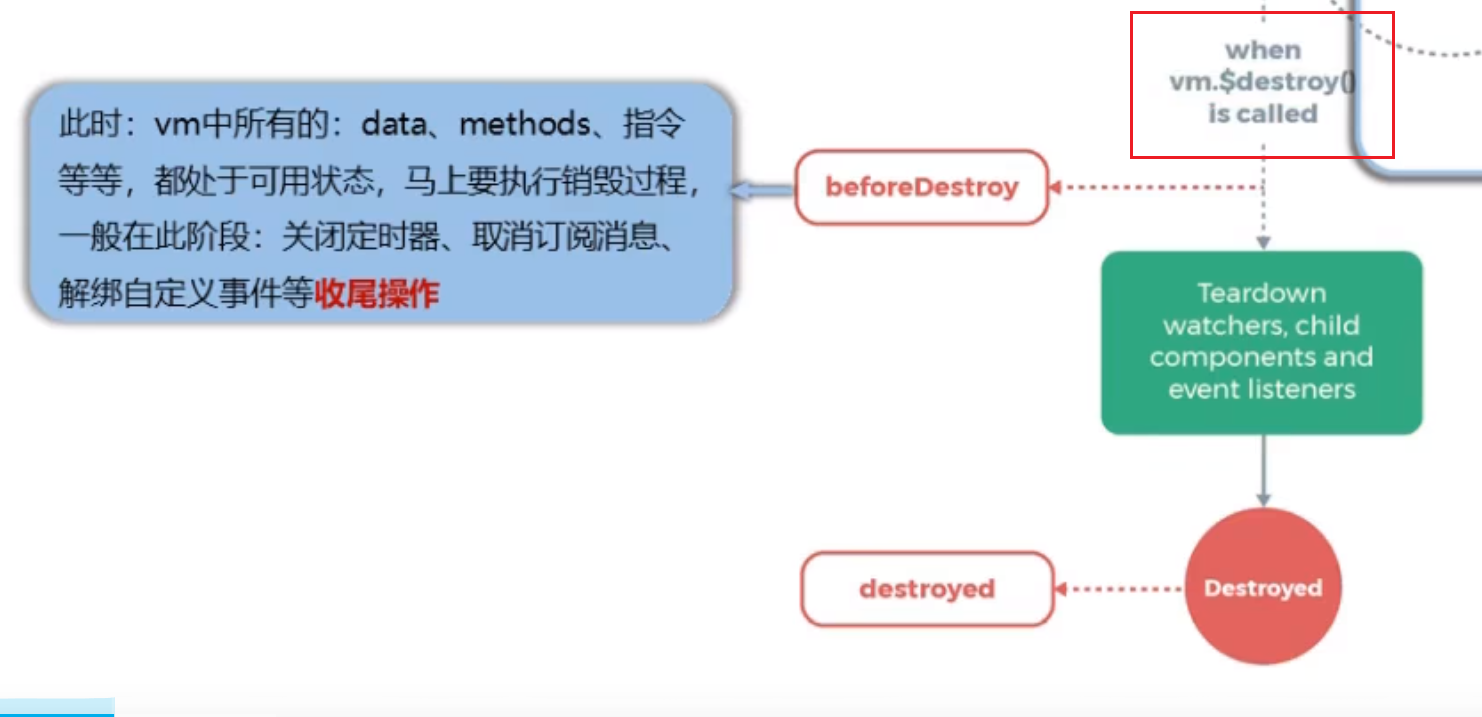 when
vm.$destroy()
is called
此时：vm中所有的：data、methods、指令
等等，都处于可用状态，马上要执行销毁过程，
一般在此阶段：关闭定时器、取消订阅消息、
解绑自定义事件等收尾操作
beforeDestroy
Teardown
watchers, child
components and
event listeners
destroyed
Destroyed